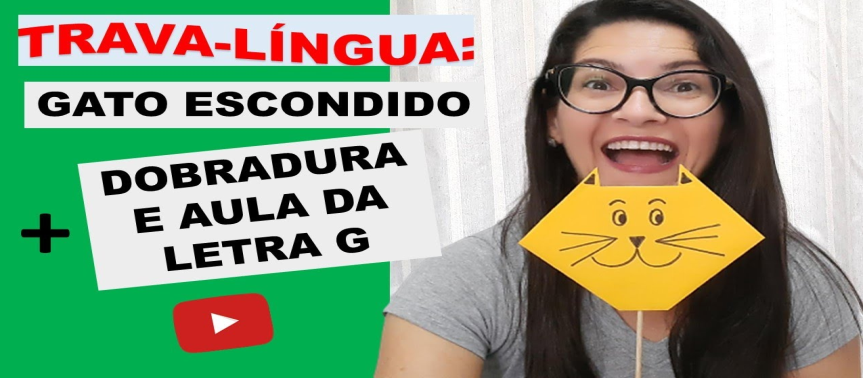 TRAVA-LÍNGUA:
GATO ESCONDIDO
+ DOBRADURA
E AULA DA
LETRA G